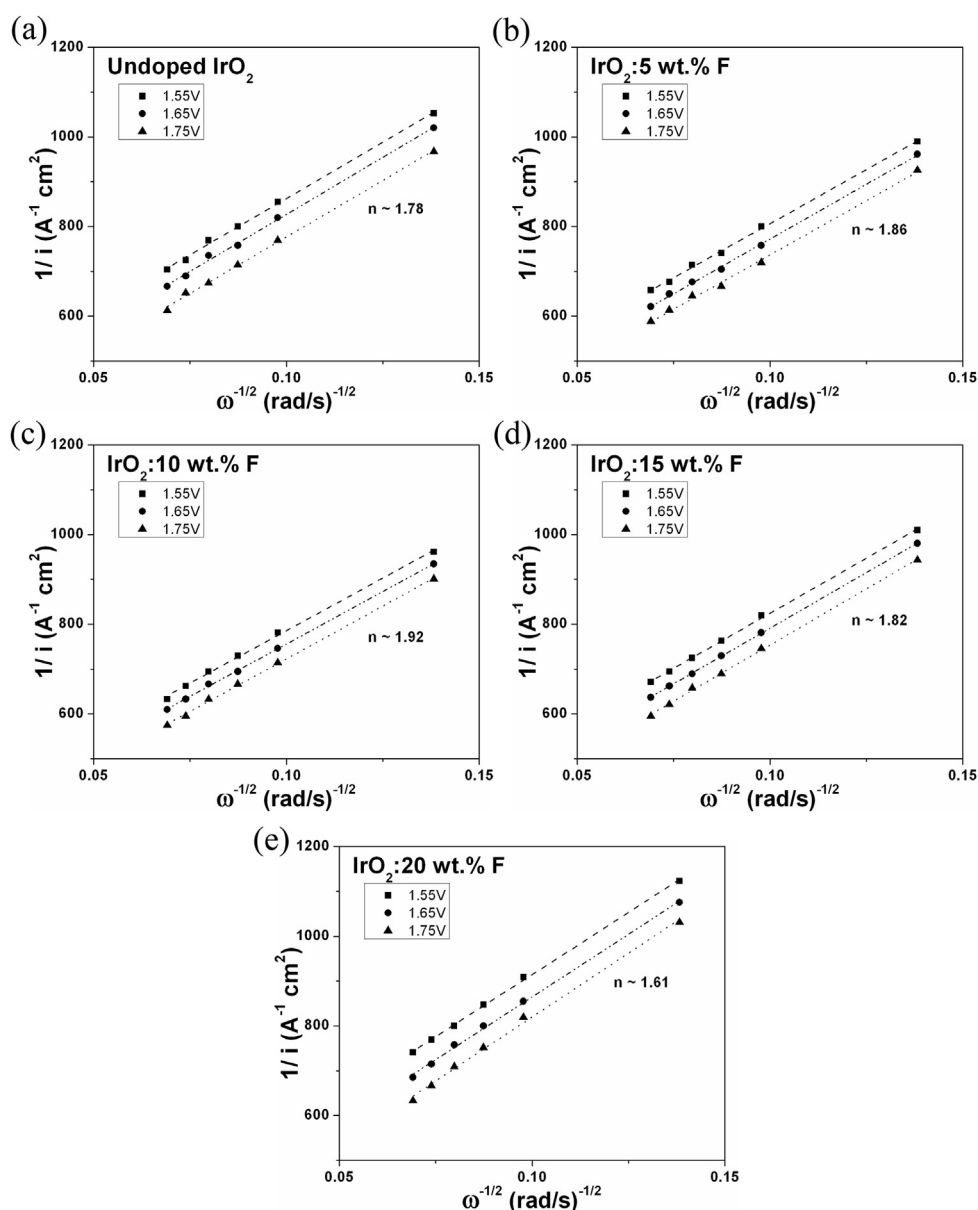 (a)
Undoped IrO₂
1.55V
1.65V
1.75V
1200
1000
800
600
0.05
0.10
0.15
n ~ 1.78
1/ i (A⁻¹ cm²)
ω⁻¹/² (rad/s)⁻¹/²
(b)
IrO₂:5 wt.% F
1.55V
1.65V
1.75V
1200
1000
800
600
0.05
0.10
0.15
n ~ 1.86
1/ i (A⁻¹ cm²)
ω⁻¹/² (rad/s)⁻¹/²
(c)
IrO₂:10 wt.% F
1.55V
1.65V
1.75V
1200
1000
800
600
0.05
0.10
0.15
n ~ 1.92
1/ i (A⁻¹ cm²)
ω⁻¹/² (rad/s)⁻¹/²
(d)
IrO₂:15 wt.% F
1.55V
1.65V
1.75V
1200
1000
800
600
0.05
0.10
0.15
n ~ 1.82
1/ i (A⁻¹ cm²)
ω⁻¹/² (rad/s)⁻¹/²
(e)
IrO₂:20 wt.% F
1.55V
1.65V
1.75V
1200
1000
800
600
0.05
0.10
0.15
n ~ 1.61
1/ i (A⁻¹ cm²)
ω⁻¹/² (rad/s)⁻¹/²